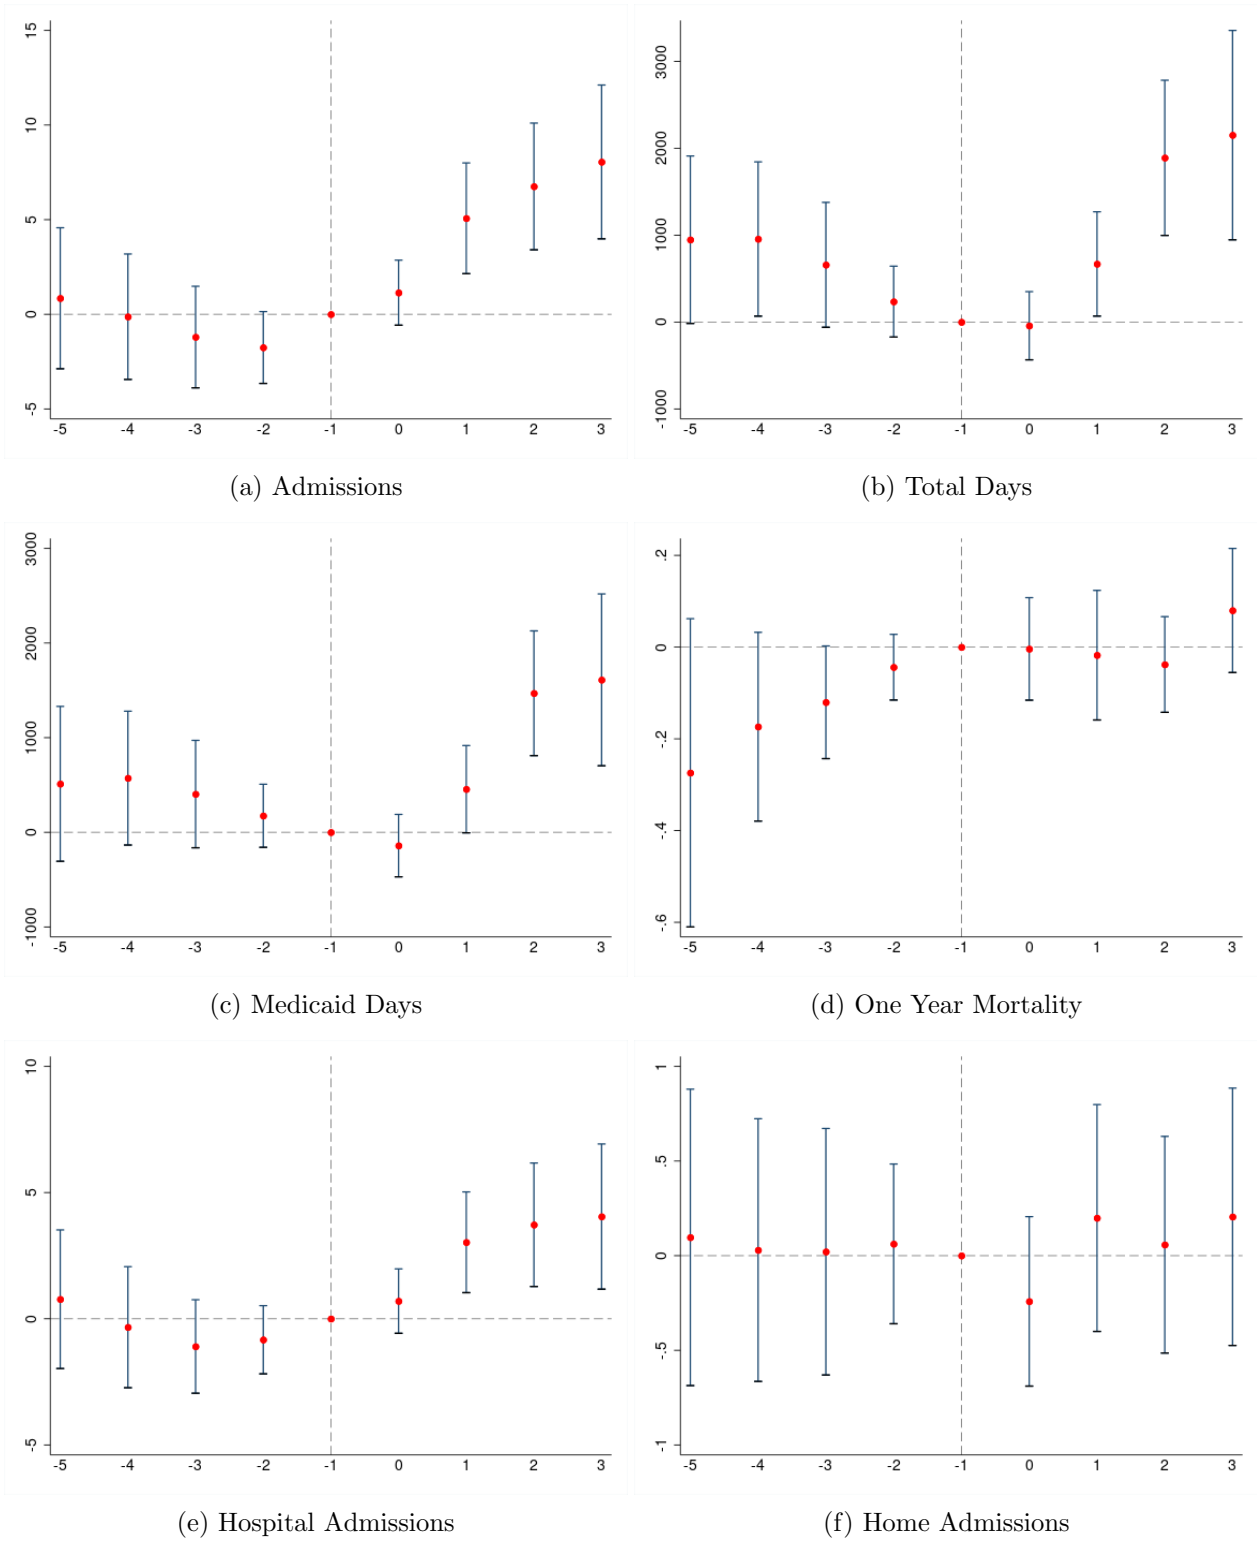 15
10
5
0
-5
-5 -4 -3 -2 -1 0 1 2 3
(a) Admissions
3000
2000
1000
0
-1000
-5 -4 -3 -2 -1 0 1 2 3
(b) Total Days
3000
2000
1000
0
-1000
-5 -4 -3 -2 -1 0 1 2 3
(c) Medicaid Days
.2
0
-.2
-.4
-.6
-5 -4 -3 -2 -1 0 1 2 3
(d) One Year Mortality
10
5
0
-5
-5 -4 -3 -2 -1 0 1 2 3
(e) Hospital Admissions
1
.5
0
-.5
-1
-5 -4 -3 -2 -1 0 1 2 3
(f) Home Admissions